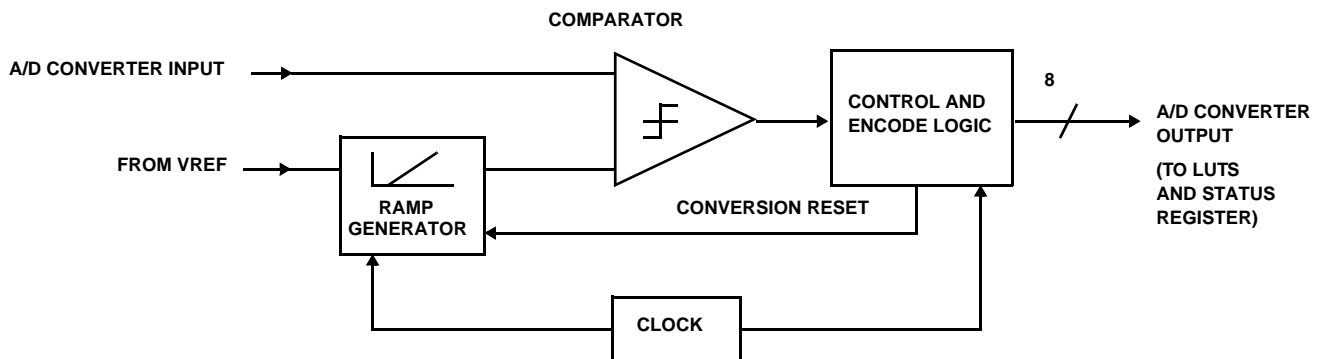 COMPARATOR
A/D CONVERTER INPUT
8
CONTROL AND
ENCODE LOGIC
A/D CONVERTER
OUTPUT
(TO LUTS
AND STATUS
REGISTER)
FROM VREF
RAMP
GENERATOR
CONVERSION RESET
CLOCK